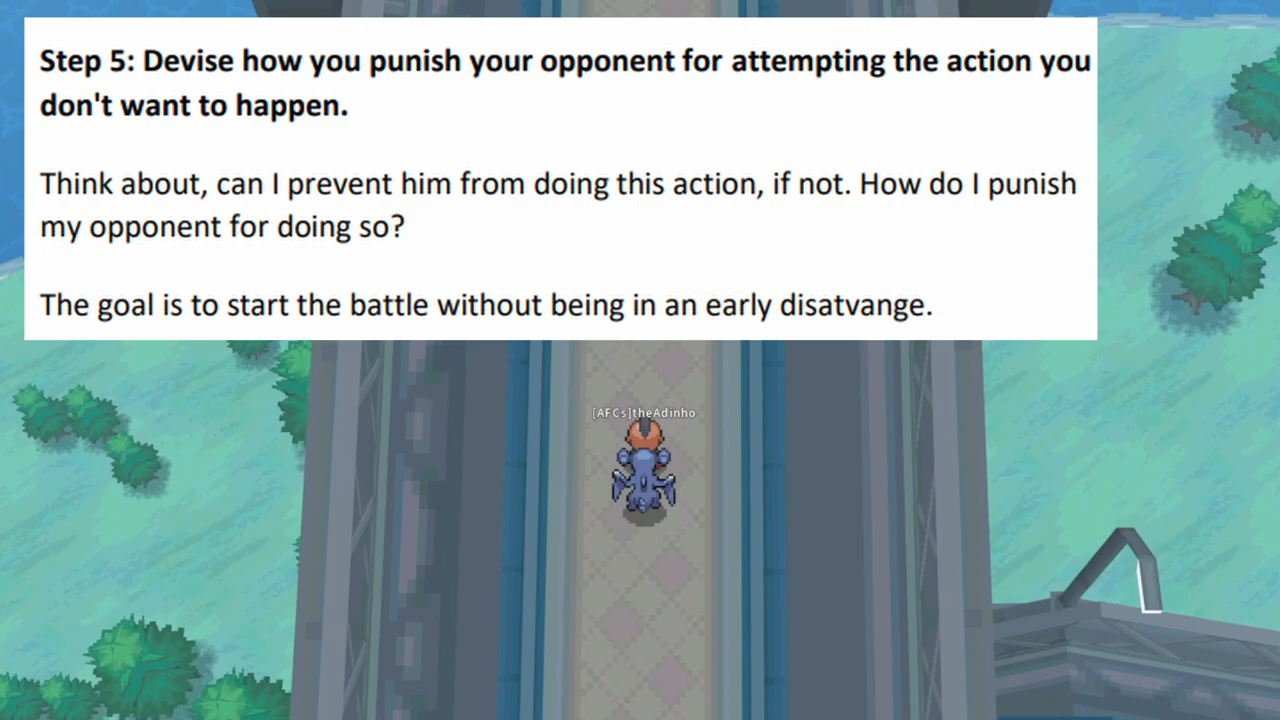 Step 5: Devise how you punish your opponent for attempting the action you
don't want to happen.
Think about, can I prevent him from doing this action, if not. How do I punish
my opponent for doing so?
The goal is to start the battle without being in an early disatvange.
[AFCs]theAdinho